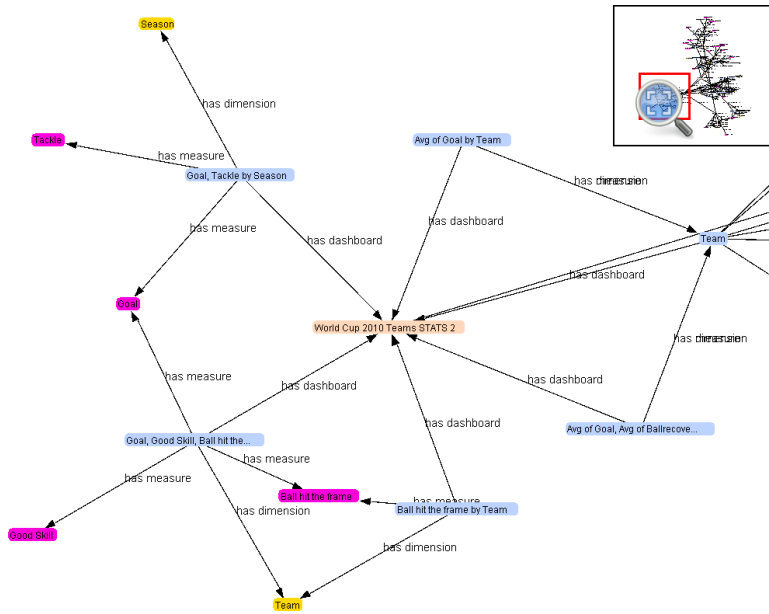 Season
has dimension
Tackle
has measure
Goal, Tackle by Season
Avg of Goal by Team
has measure
has dashboard
has dashboard
Team
has dashboard
Goal
World Cup 2010 Teams STATS 2
has measure
has dashboard
has dashboard
has dashboard
Goal, Good Skill, Ball hit the...
Avg of Goal, Avg of Ballrecove...
has measure
has measure
Ball hit the frame
has measure
Ball hit the frame by Team
has dimension
Good Skill
has dimension
Team